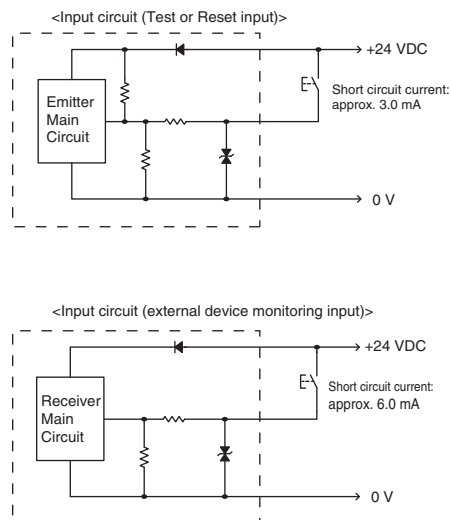 <Input circuit (Test or Reset input)>
+24 VDC
Short circuit current:
approx. 3.0 mA
Emitter
Main
Circuit
0 V
<Input circuit (external device monitoring input)>
+24 VDC
Short circuit current:
approx. 6.0 mA
Receiver
Main
Circuit
0 V